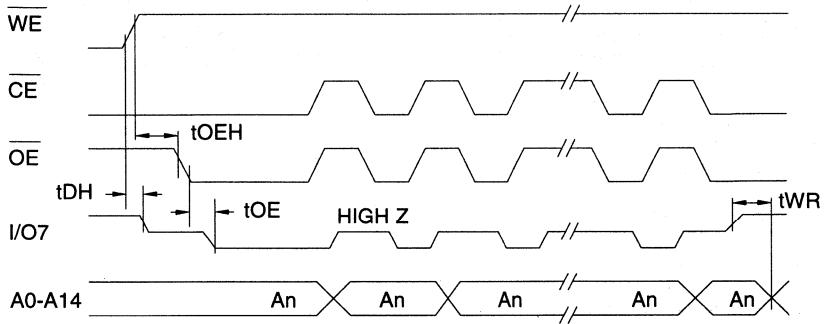 WE
CE
tOEH
OE
tDH
tOE
HIGH Z
tWR
I/O7
A0-A14 An An An An An